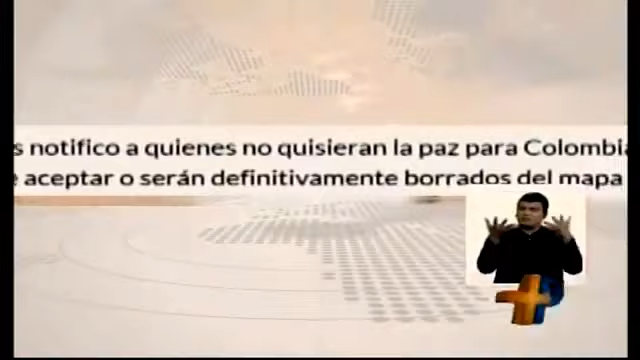 s notifico a quienes no quisieran la paz para Colombia
e aceptar o serán definitivamente borrados del mapa